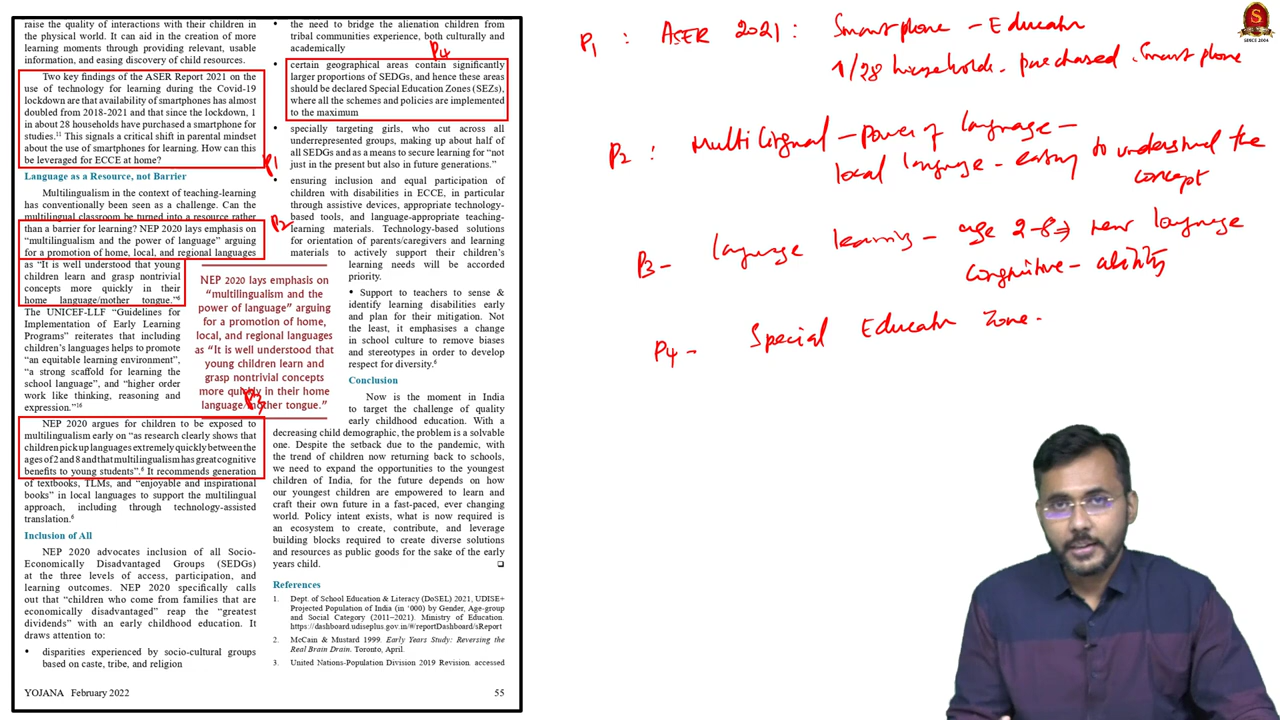 raise the quality of interactions with their children in
the physical world. It can aid in the creation of more
learning moments through providing relevant, usable
information, and easing discovery of child resources.
Two key findings of the ASER Report 2021 on the
use of technology for learning during the Covid-19
lockdown are that availability of smartphones has almost
doubled from 2018-2021 and that since the lockdown, 1
in about 28 households have purchased a smartphone for
studies.11 This signals a critical shift in parental mindset
about the use of smartphones for learning. How can this
be leveraged for ECCE at home?
P1
Language as a Resource, not Barrier
Multilingualism in the context of teaching-learning
has conventionally been seen as a challenge. Can the
multilingual classroom be turned into a resource rather
than a barrier for learning? NEP 2020 lays emphasis on
"multilingualism and the power of language" arguing
for a promotion of home, local, and regional languages
P2
as "It is well understood that young
children learn and grasp nontrivial
concepts more quickly in their
home language/mother tongue."6
The UNICEF-LLF "Guidelines for
Implementation of Early Learning
Programs" reiterates that including
children's languages helps to promote
"an equitable learning environment",
"a strong scaffold for learning the
school language", and "higher order
work like thinking, reasoning and
expression."16
NEP 2020 argues for children to be exposed to
multilingualism early on "as research clearly shows that
children pick up languages extremely quickly between the
ages of 2 and 8 and that multilingualism has great cognitive
benefits to young students".6 It recommends generation
of textbooks, TLMs, and "enjoyable and inspirational
books" in local languages to support the multilingual
approach, including through technology-assisted
translation.6
Inclusion of All
NEP 2020 advocates inclusion of all Socio-
Economically Disadvantaged Groups (SEDGs)
at the three levels of access, participation, and
learning outcomes. NEP 2020 specifically calls
out that "children who come from families that are
economically disadvantaged" reap the "greatest
dividends" with an early childhood education. It
draws attention to:
• disparities experienced by socio-cultural groups
based on caste, tribe, and religion
NEP 2020 lays emphasis on
"multilingualism and the
power of language" arguing
for a promotion of home,
local, and regional languages
as "It is well understood that
young children learn and
grasp nontrivial concepts
more quickly in their home
language/mother tongue."
P3
• the need to bridge the alienation children from
tribal communities experience, both culturally and
academically
P4
• certain geographical areas contain significantly
larger proportions of SEDGs, and hence these areas
should be declared Special Education Zones (SEZs),
where all the schemes and policies are implemented
to the maximum
• specially targeting girls, who cut across all
underrepresented groups, making up about half of
all SEDGs and as a means to secure learning for "not
just in the present but also in future generations."
• ensuring inclusion and equal participation of
children with disabilities in ECCE, in particular
through assistive devices, appropriate technology-
based tools, and language-appropriate teaching-
learning materials. Technology-based solutions
for orientation of parents/caregivers and learning
materials to actively support their children's
learning needs will be accorded
priority.
• Support to teachers to sense &
identify learning disabilities early
and plan for their mitigation. Not
the least, it emphasises a change
in school culture to remove biases
and stereotypes in order to develop
respect for diversity.6
Conclusion
Now is the moment in India
to target the challenge of quality
early childhood education. With a
decreasing child demographic, the problem is a solvable
one. Despite the setback due to the pandemic, with
the trend of children now returning back to schools,
we need to expand the opportunities to the youngest
children of India, for the future depends on how
our youngest children are empowered to learn and
craft their own future in a fast-paced, ever changing
world. Policy intent exists, what is now required is
an ecosystem to create, contribute, and leverage
building blocks required to create diverse solutions
and resources as public goods for the sake of the early
years child.
References
1. Dept. of School Education & Literacy (DoSEL) 2021, UDISE+
Projected Population of India (in '000) by Gender, Age-group
and Social Category (2011–2021). Ministry of Education.
https://dashboard.udiseplus.gov.in/#/reportDashboard/sReport
2. McCain & Mustard 1999. Early Years Study: Reversing the
Real Brain Drain. Toronto, April.
3. United Nations-Population Division 2019 Revision. accessed
YOJANA February 2022
55
P1 : ASER 2021 : Smartphone - Educatn
1/28 households. purchased. Smartphone
P2 : Multilingual - Power of language -
local language - easy to understand the
concept
P3 - language learning - age 2-8 => new language
cognitive - ability
P4 - Special Educatn Zone.
S
SINCE 2004